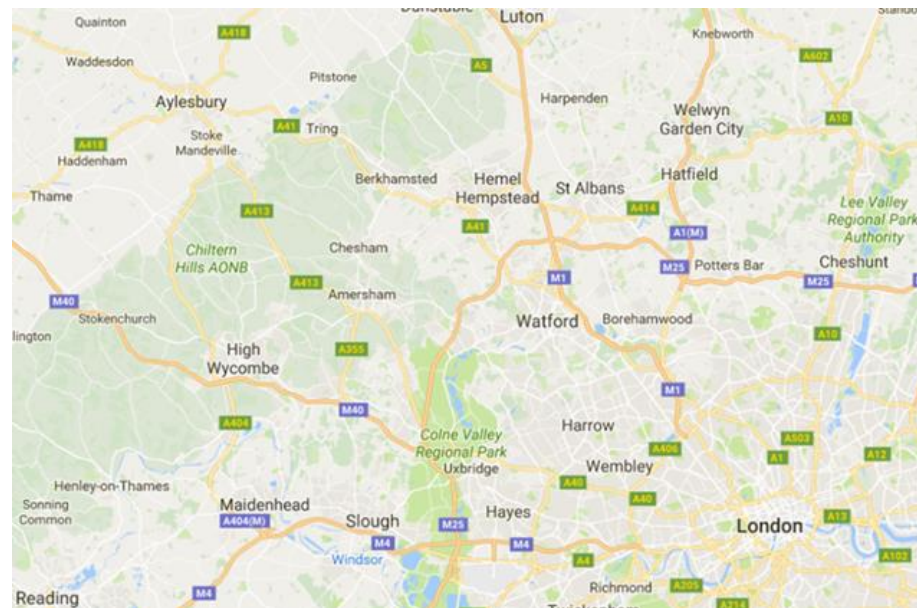 Quainton
A418
Dunstable
Luton
Knebworth
Waddesdon
A5
A602
Pitstone
Aylesbury
Harpenden
Welwyn
Garden City
A10
A41
Tring
Stoke
Mandeville
A418
Haddenham
Thame
Berkhamsted
Hemel
Hempstead
St Albans
Hatfield
A413
A41
A414
A1(M)
Lee Valley
Regional Park
Authority
Chiltern
Hills AONB
Chesham
M1
M25
Potters Bar
Cheshunt
M25
A413
Amersham
M40
Stokenchurch
lington
Watford
Borehamwood
A10
High
Wycombe
A355
M1
M40
A404
Colne Valley
Regional Park
Harrow
A406
A503
A1
A12
Uxbridge
Wembley
A40
A40
Henley-on-Thames
Sonning
Common
Maidenhead
A404(M)
Slough
M25
Hayes
London
A13
M4
M4
Windsor
A4
A102
M4
Richmond
A205
Reading
Twickenham
A214